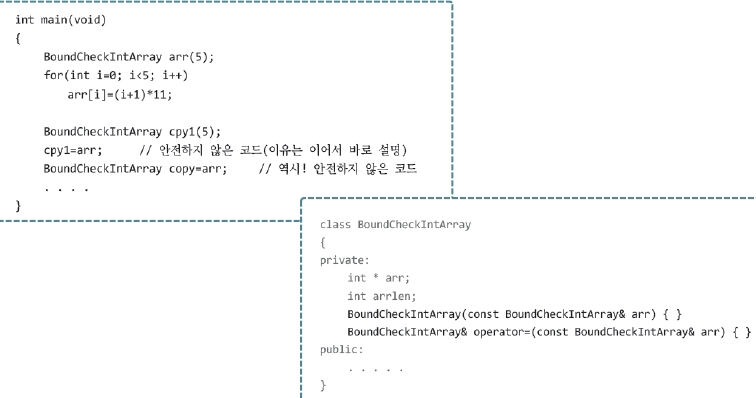 int main(void)
{
    BoundCheckIntArray arr(5);
    for(int i=0; i<5; i++)
        arr[i]=(i+1)*11;
    BoundCheckIntArray cpy1(5);
    cpy1=arr;     // 안전하지 않은 코드(이유는 이어서 바로 설명)
    BoundCheckIntArray copy=arr;     // 역시! 안전하지 않은 코드
    . . . .
}
class BoundCheckIntArray
{
private:
    int * arr;
    int arrlen;
    BoundCheckIntArray(const BoundCheckIntArray& arr) { }
    BoundCheckIntArray& operator=(const BoundCheckIntArray& arr) { }
public:
    . . . . .
}